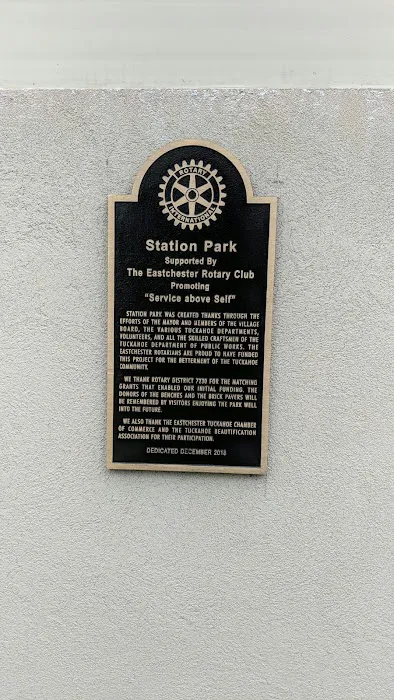 ROTARY
INTERNATIONAL
Station Park
Supported By
The Eastchester Rotary Club
Promoting
"Service above Self"
STATION PARK WAS CREATED THANKS THROUGH THE
EFFORTS OF THE MAYOR AND MEMBERS OF THE VILLAGE
BOARD, THE VARIOUS TUCKAHOE DEPARTMENTS,
VOLUNTEERS, AND ALL THE SKILLED CRAFTSMEN OF THE
TUCKAHOE DEPARTMENT OF PUBLIC WORKS. THE
EASTCHESTER ROTARIANS ARE PROUD TO HAVE FUNDED
THIS PROJECT FOR THE BETTERMENT OF THE TUCKAHOE
COMMUNITY.
WE THANK ROTARY DISTRICT 7230 FOR THE MATCHING
GRANTS THAT ENABLED OUR INITIAL FUNDING. THE
DONORS OF THE BENCHES AND THE BRICK PAVERS WILL
BE REMEMBERED BY VISITORS ENJOYING THE PARK WELL
INTO THE FUTURE.
WE ALSO THANK THE EASTCHESTER TUCKAHOE CHAMBER
OF COMMERCE AND THE TUCKAHOE BEAUTIFICATION
ASSOCIATION FOR THEIR PARTICIPATION.
DEDICATED DECEMBER 2018